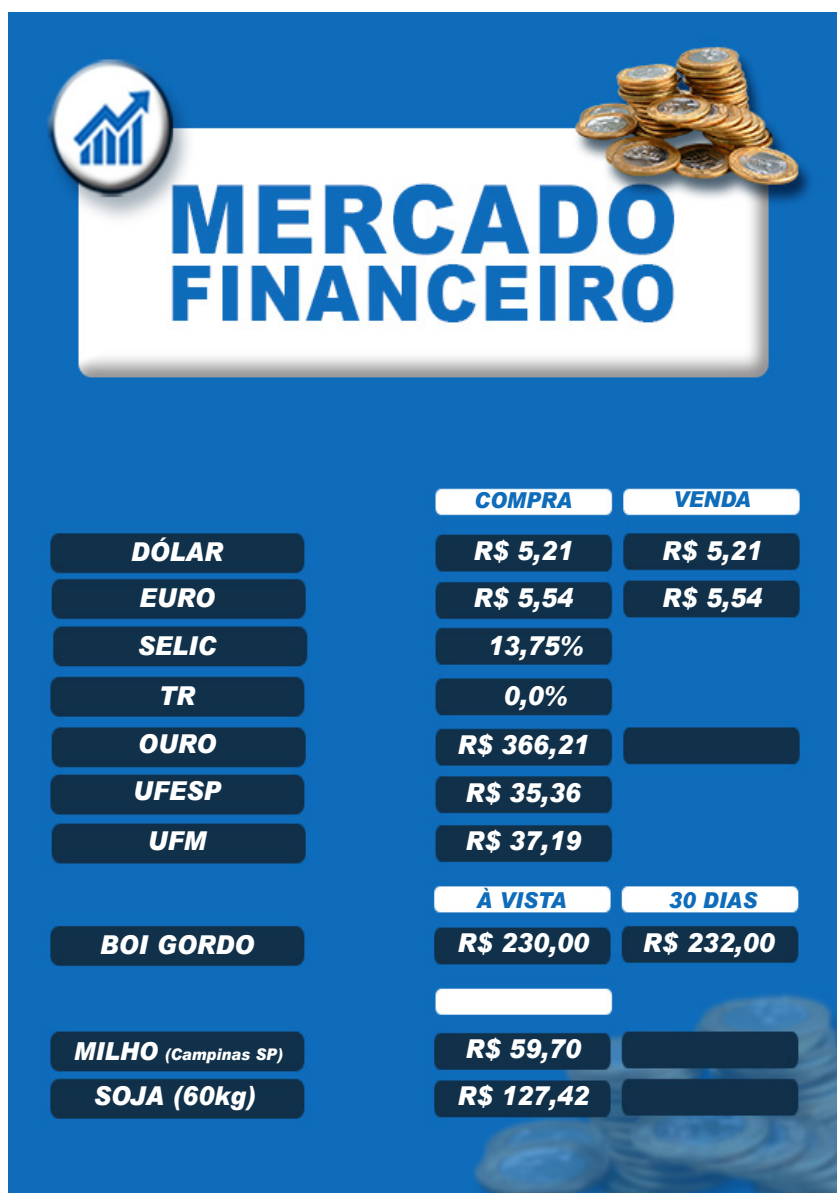 MERCADO
FINANCEIRO
COMPRA VENDA
DÓLAR R$ 5,21 R$ 5,21
EURO R$ 5,54 R$ 5,54
SELIC 13,75%
TR 0,0%
OURO R$ 366,21
UFESP R$ 35,36
UFM R$ 37,19
À VISTA 30 DIAS
BOI GORDO R$ 230,00 R$ 232,00
MILHO (Campinas SP) R$ 59,70
SOJA (60kg) R$ 127,42